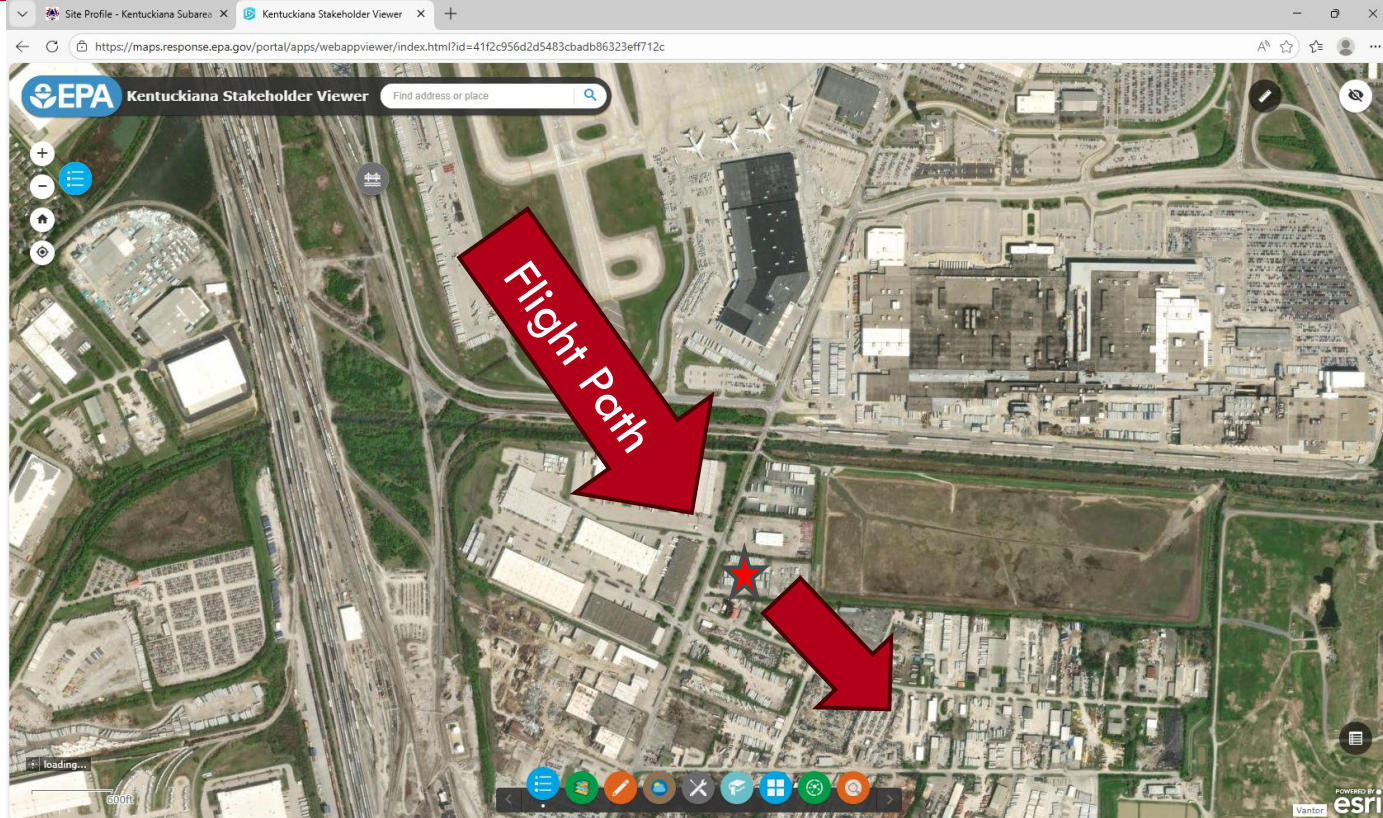 Site Profile - Kentuckiana Subarea
Kentuckiana Stakeholder Viewer
https://maps.response.epa.gov/portal/apps/webappviewer/index.html?id=41f2c956d2d5483cbadb86323eff712c
EPA
Kentuckiana Stakeholder Viewer
Find address or place
Flight Path
loading...
600ft
Vantor
POWERED BY
esri